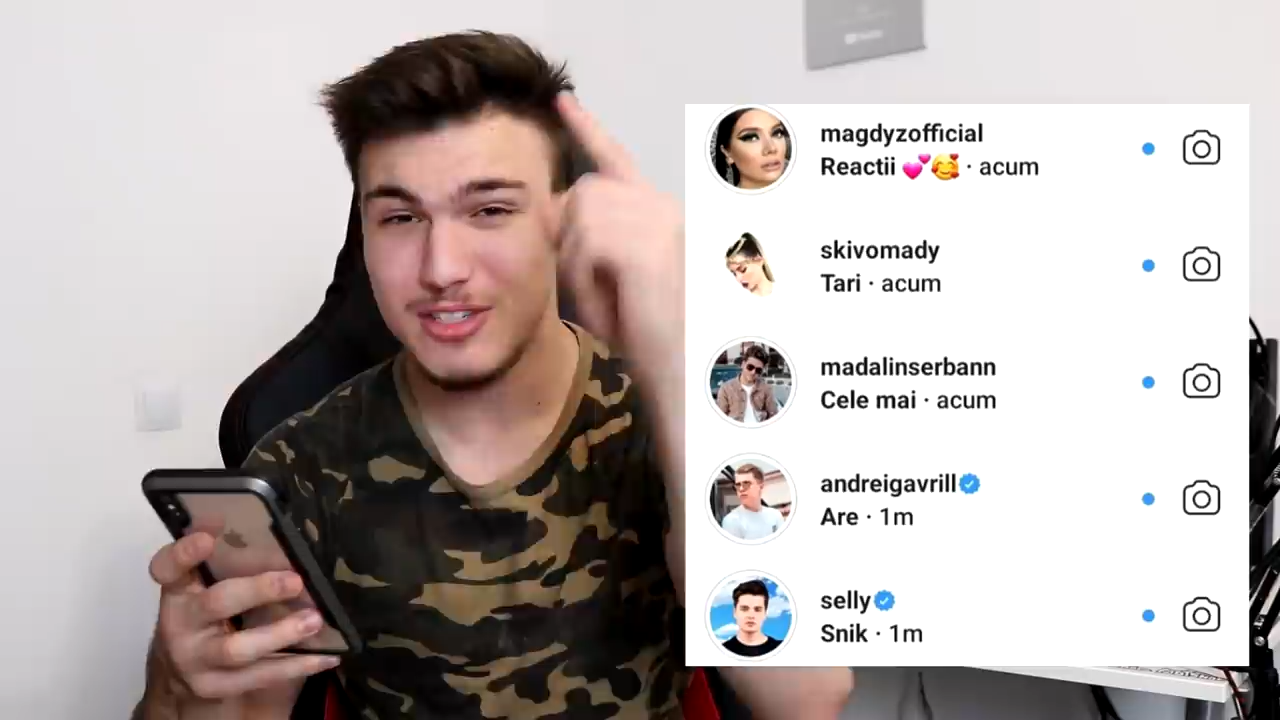 magdyzofficial
Reactii 💕🥰 · acum
skivomady
Tari · acum
madalinserbann
Cele mai · acum
andreigavrill
Are · 1m
selly
Snik · 1m